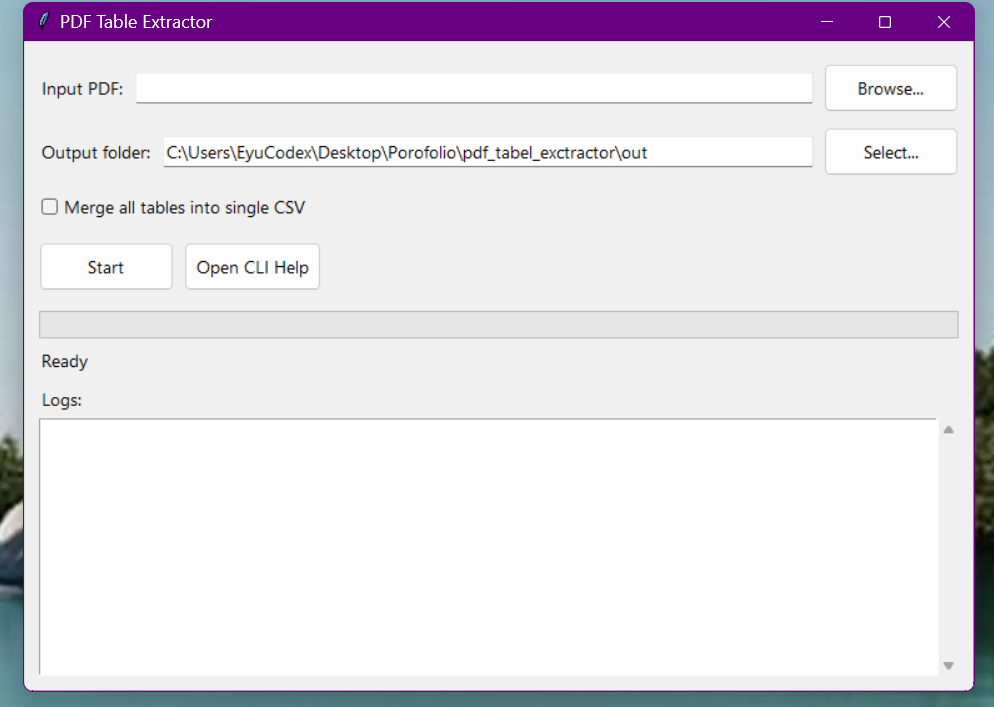 PDF Table Extractor
Input PDF: Browse...
Output folder: C:\Users\EyuCodex\Desktop\Porofolio\pdf_tabel_exctractor\out Select...
Merge all tables into single CSV
Start Open CLI Help
Ready
Logs: